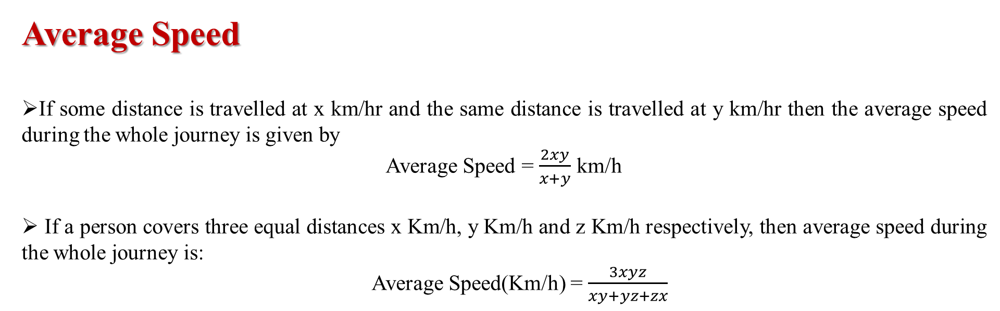 Average Speed
➢If some distance is travelled at x km/hr and the same distance is travelled at y km/hr then the average speed
during the whole journey is given by
Average Speed = \frac{2xy}{x+y} km/h
➢ If a person covers three equal distances x Km/h, y Km/h and z Km/h respectively, then average speed during
the whole journey is:
Average Speed(Km/h) = \frac{3xyz}{xy+yz+zx}